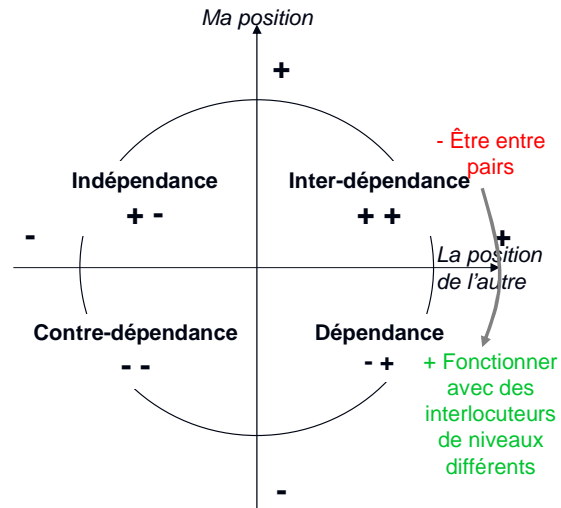 Ma position
+
- Être entre
pairs
Indépendance
+ -
Inter-dépendance
+ +
-
+
La position
de l'autre
Contre-dépendance
- -
Dépendance
- +
+ Fonctionner
avec des
interlocuteurs
de niveaux
différents
-